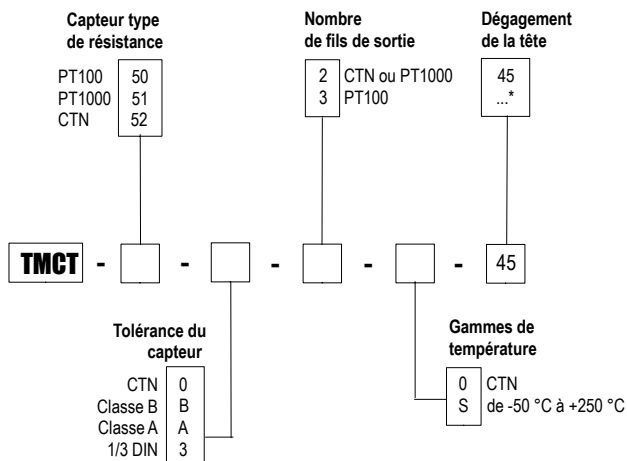 Capteur type
de résistance
PT100 50
PT1000 51
CTN 52
Nombre
de fils de sortie
2 CTN ou PT1000
3 PT100
Dégagement
de la tête
45
...*
TMCT - - - - - 45
Tolérance du
capteur
CTN 0
Classe B B
Classe A A
1/3 DIN 3
Gammes de
température
0 CTN
S de -50 °C à +250 °C